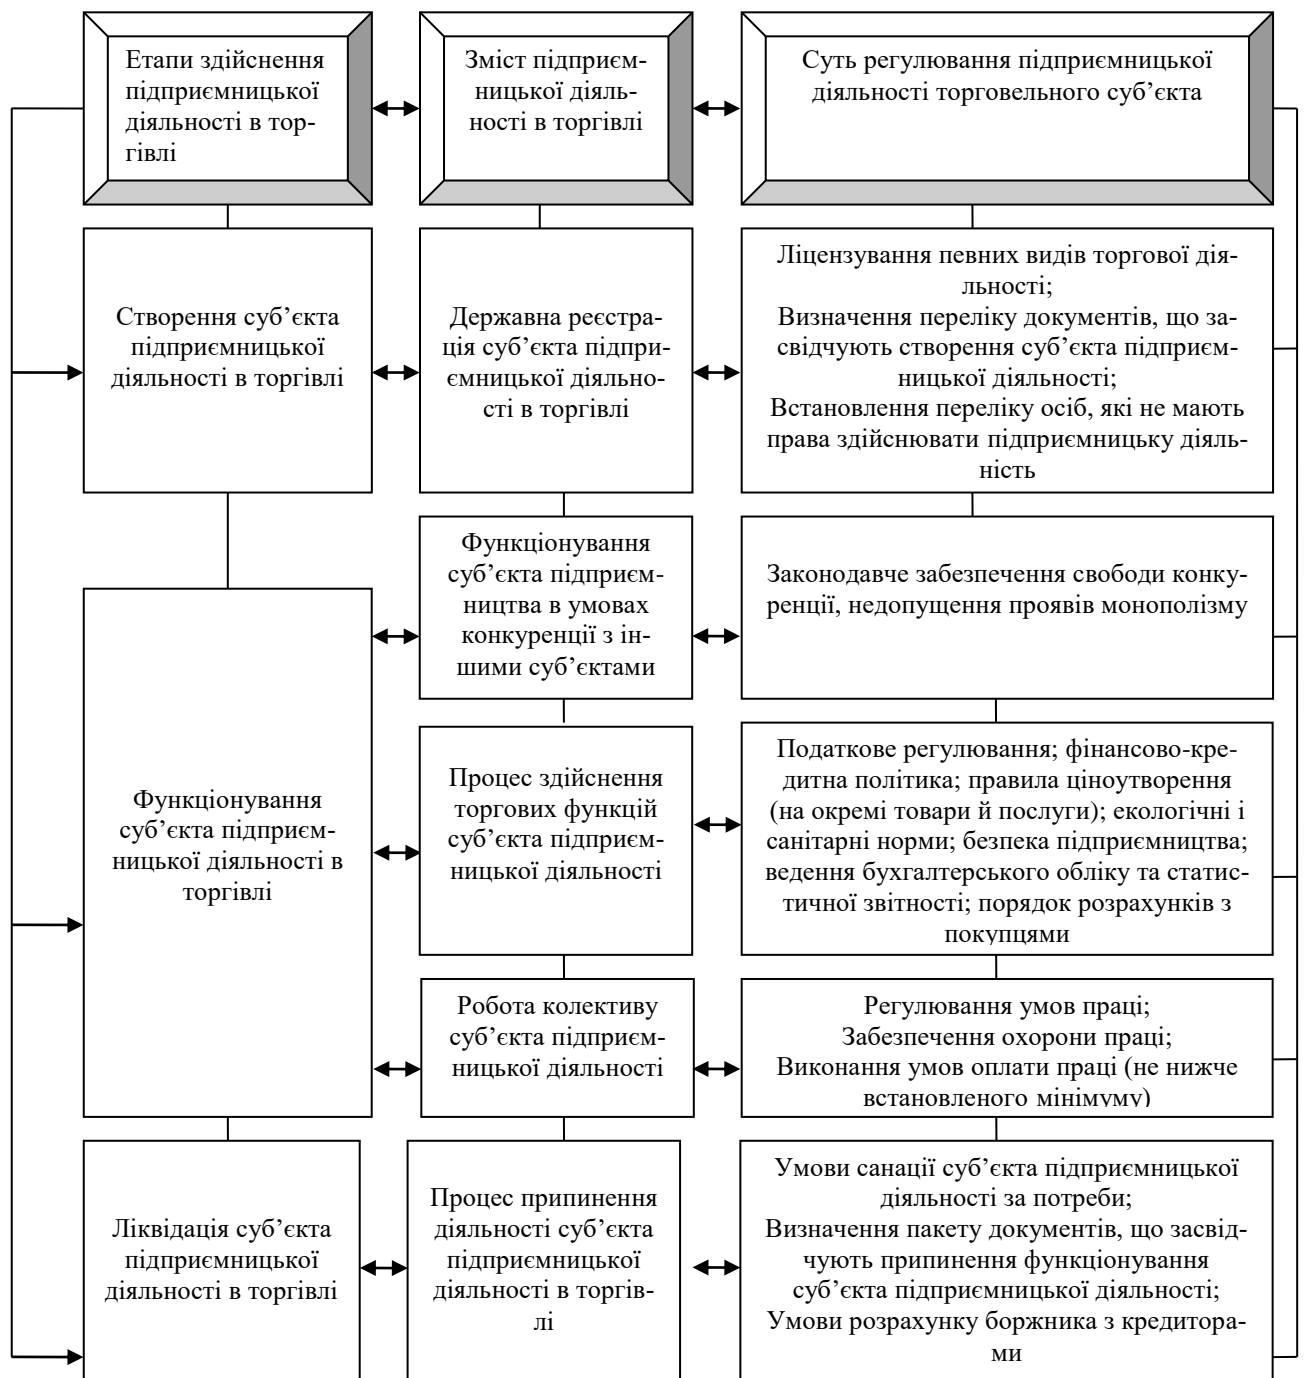 Етапи здійснення
підприємницької
діяльності в тор-
гівлі
Зміст підприєм-
ницької діяль-
ності в торгівлі
Суть регулювання підприємницької
діяльності торговельного суб’єкта
Створення суб’єкта
підприємницької
діяльності в торгівлі
Державна реєстра-
ція суб’єкта підпри-
ємницької діяльно-
сті в торгівлі
Ліцензування певних видів торгової дія-
льності;
Визначення переліку документів, що за-
свідчують створення суб’єкта підприєм-
ницької діяльності;
Встановлення переліку осіб, які не мають
права здійснювати підприємницьку діяль-
ність
Функціонування
суб’єкта підприєм-
ницької діяльності в
торгівлі
Функціонування
суб’єкта підприєм-
ництва в умовах
конкуренції з ін-
шими суб’єктами
Законодавче забезпечення свободи конку-
ренції, недопущення проявів монополізму
Процес здійснення
торгових функцій
суб’єкта підприєм-
ницької діяльності
Податкове регулювання; фінансово-кре-
дитна політика; правила ціноутворення
(на окремі товари й послуги); екологічні і
санітарні норми; безпека підприємництва;
ведення бухгалтерського обліку та статис-
тичної звітності; порядок розрахунків з
покупцями
Робота колективу
суб’єкта підприєм-
ницької діяльності
Регулювання умов праці;
Забезпечення охорони праці;
Виконання умов оплати праці (не нижче
встановленого мінімуму)
Ліквідація суб’єкта
підприємницької
діяльності в торгівлі
Процес припинення
діяльності суб’єкта
підприємницької
діяльності в торгів-
лі
Умови санації суб’єкта підприємницької
діяльності за потреби;
Визначення пакету документів, що засвід-
чують припинення функціонування
суб’єкта підприємницької діяльності;
Умови розрахунку боржника з кредитора-
ми